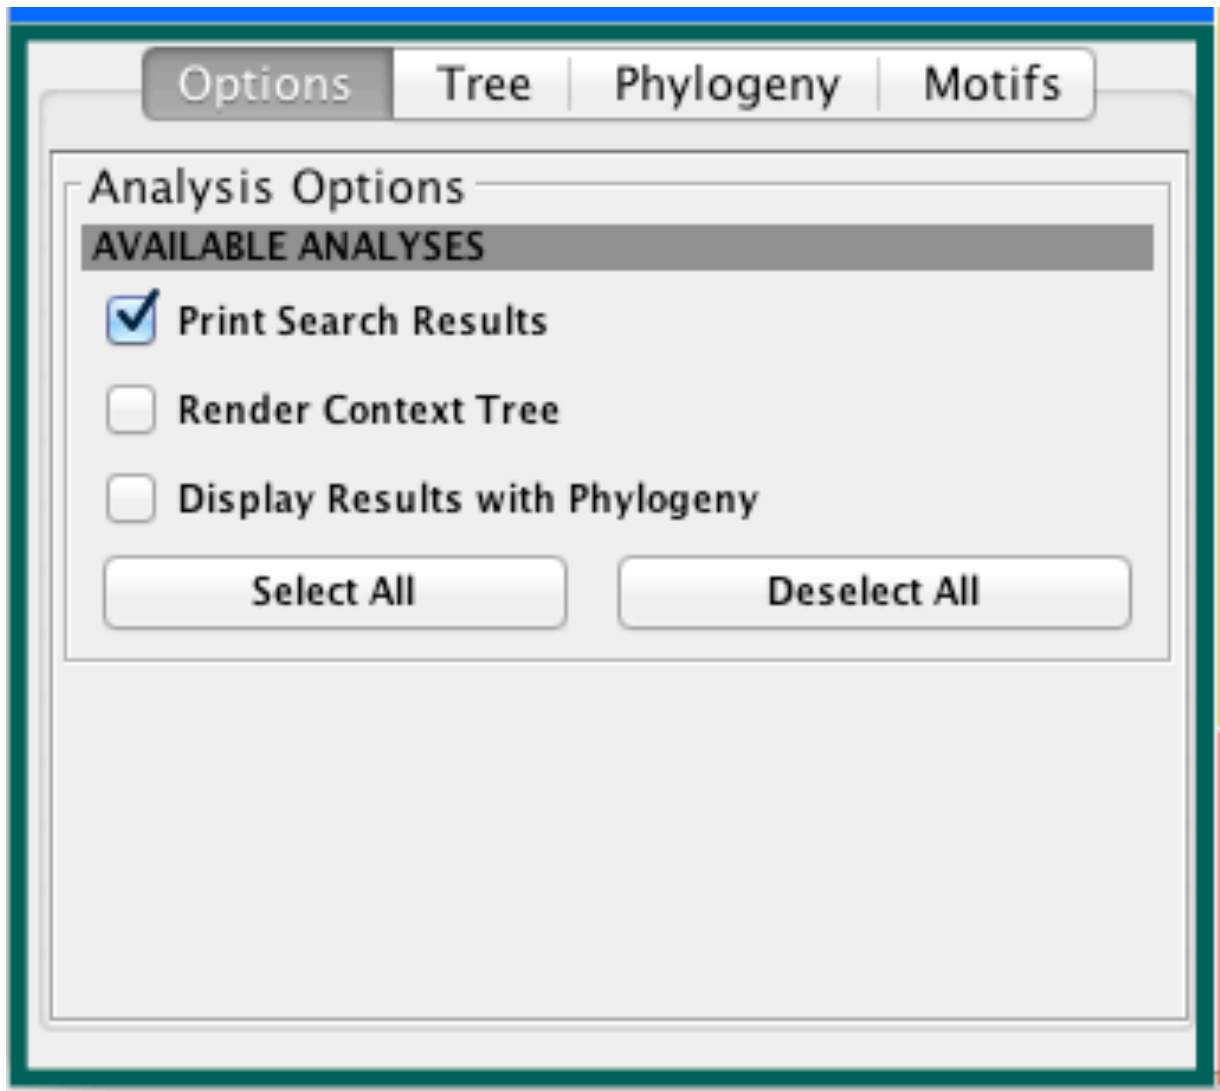 Options Tree Phylogeny Motifs
Analysis Options
AVAILABLE ANALYSES
Print Search Results
Render Context Tree
Display Results with Phylogeny
Select All Deselect All